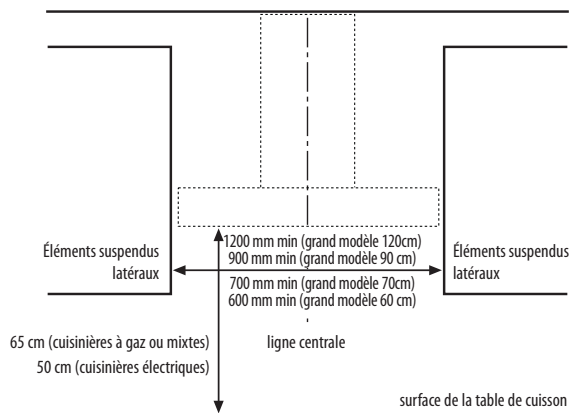 1200 mm min (grand modèle 120cm)
900 mm min (grand modèle 90 cm)
Éléments suspendus
latéraux
Éléments suspendus
latéraux
700 mm min (grand modèle 70cm)
600 mm min (grand modèle 60 cm)
65 cm (cuisinières à gaz ou mixtes)
50 cm (cuisinières électriques)
ligne centrale
surface de la table de cuisson